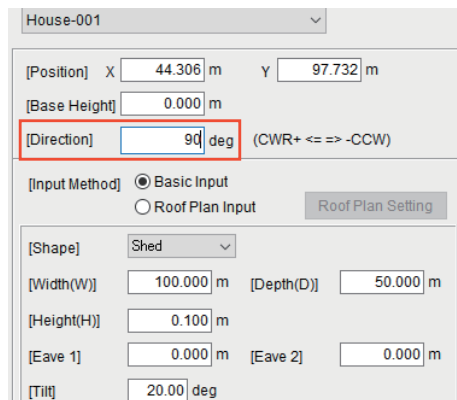 House-001
[Position] X 44.306 m Y 97.732 m
[Base Height] 0.000 m
[Direction] 90 deg (CWR+ <= => -CCW)
[Input Method] Basic Input
Roof Plan Input Roof Plan Setting
[Shape] Shed
[Width(W)] 100.000 m [Depth(D)] 50.000 m
[Height(H)] 0.100 m
[Eave 1] 0.000 m [Eave 2] 0.000 m
[Tilt] 20.00 deg